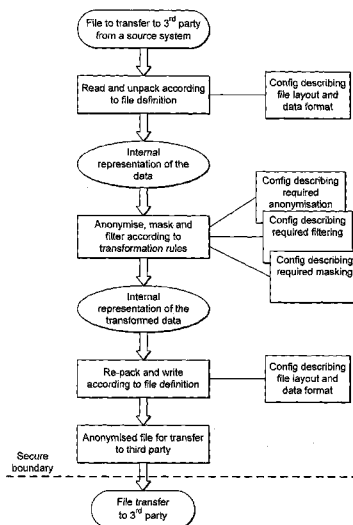 File to transfer to 3rd party
from a source system
Read and unpack according
to file definition
Config describing
file layout and
data format
Internal
representation of the
data
Config describing
required
anonymisation
Anonymise, mask and
filter according to
transformation rules
Config describing
required filtering
Config describing
required masking
Internal
representation of the
transformed data
Re-pack and write
according to file definition
Config describing
file layout and
data format
Anonymised file for transfer
to third party
Secure
boundary
File transfer
to 3rd party